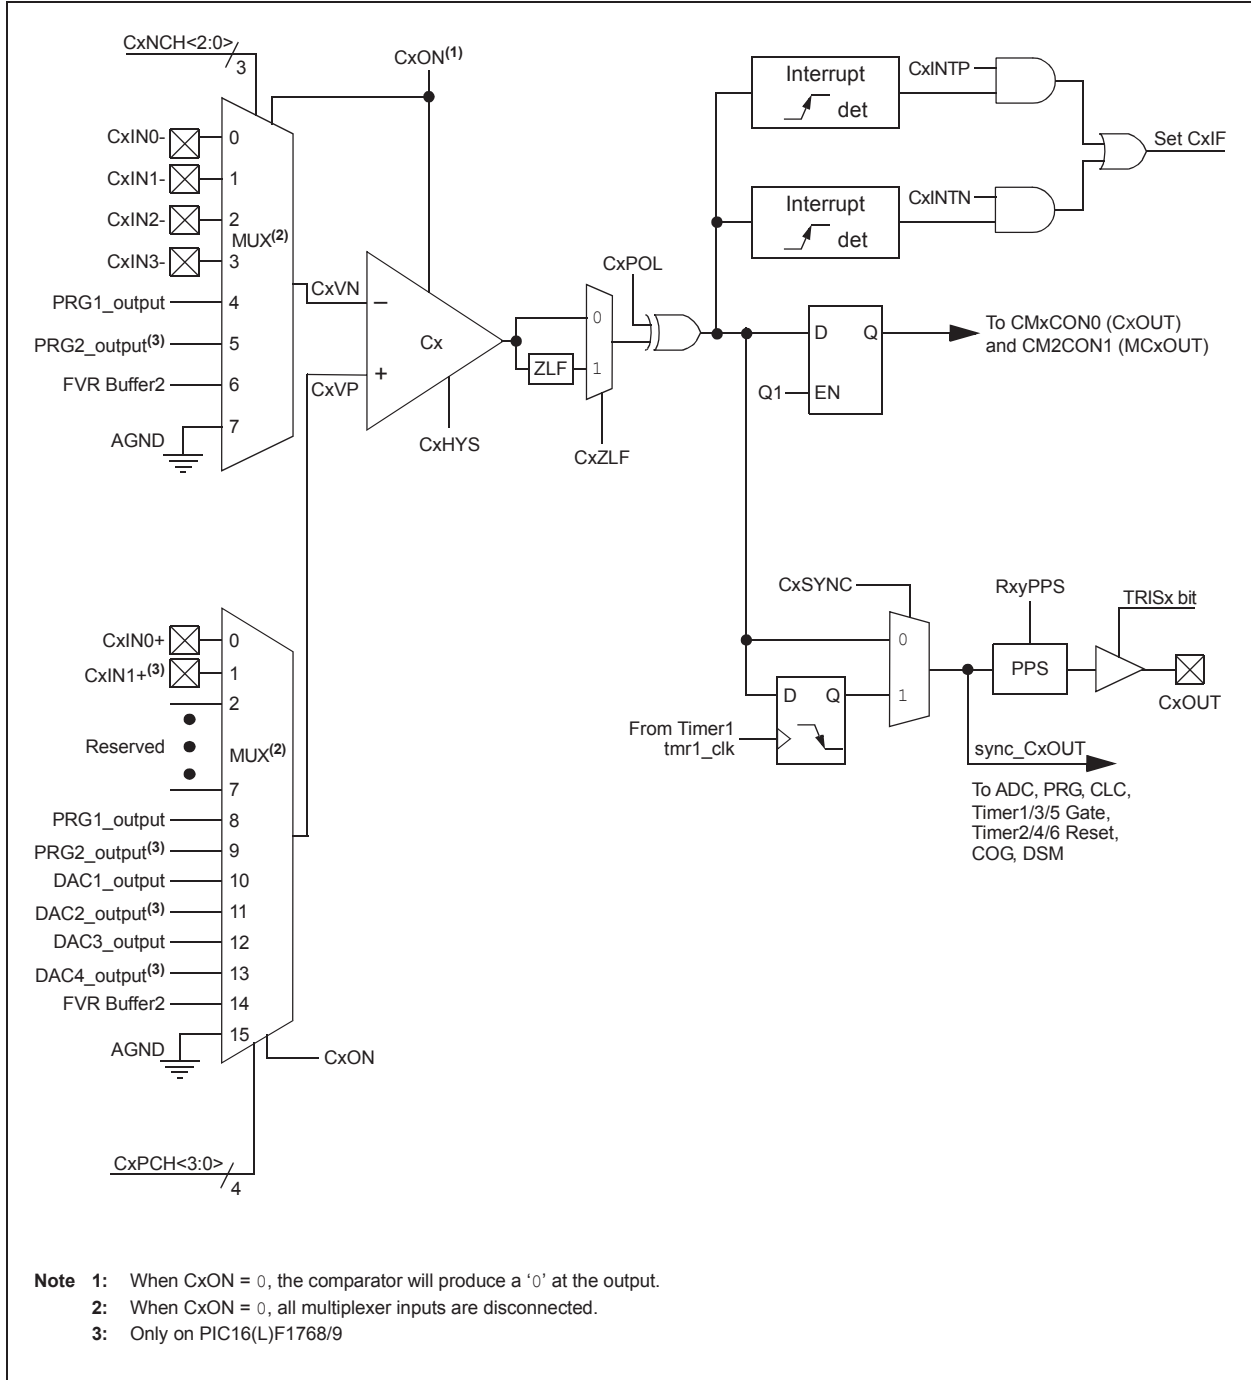 CxNCH<2:0>
3
CxON(1)
CxIN0-
0
CxIN1-
1
CxIN2-
2
MUX(2)
CxIN3-
3
PRG1_output
4
PRG2_output(3)
5
FVR Buffer2
6
AGND
7
CxVN
–
Cx
+
CxVP
CxHYS
0
ZLF
1
CxZLF
CxPOL
Interrupt
det
CxINTP
Interrupt
det
CxINTN
Set CxIF
D
Q
Q1
EN
To CMxCON0 (CxOUT)
and CM2CON1 (MCxOUT)
CxIN0+
0
CxIN1+(3)
1
2
Reserved
MUX(2)
7
PRG1_output
8
PRG2_output(3)
9
DAC1_output
10
DAC2_output(3)
11
DAC3_output
12
DAC4_output(3)
13
FVR Buffer2
14
AGND
15
CxON
CxPCH<3:0>
4
CxSYNC
0
1
D
Q
From Timer1
tmr1_clk
RxyPPS
PPS
TRISx bit
CxOUT
sync_CxOUT
To ADC, PRG, CLC,
Timer1/3/5 Gate,
Timer2/4/6 Reset,
COG, DSM
Note 1: When CxON = 0, the comparator will produce a ‘0’ at the output.
2: When CxON = 0, all multiplexer inputs are disconnected.
3: Only on PIC16(L)F1768/9